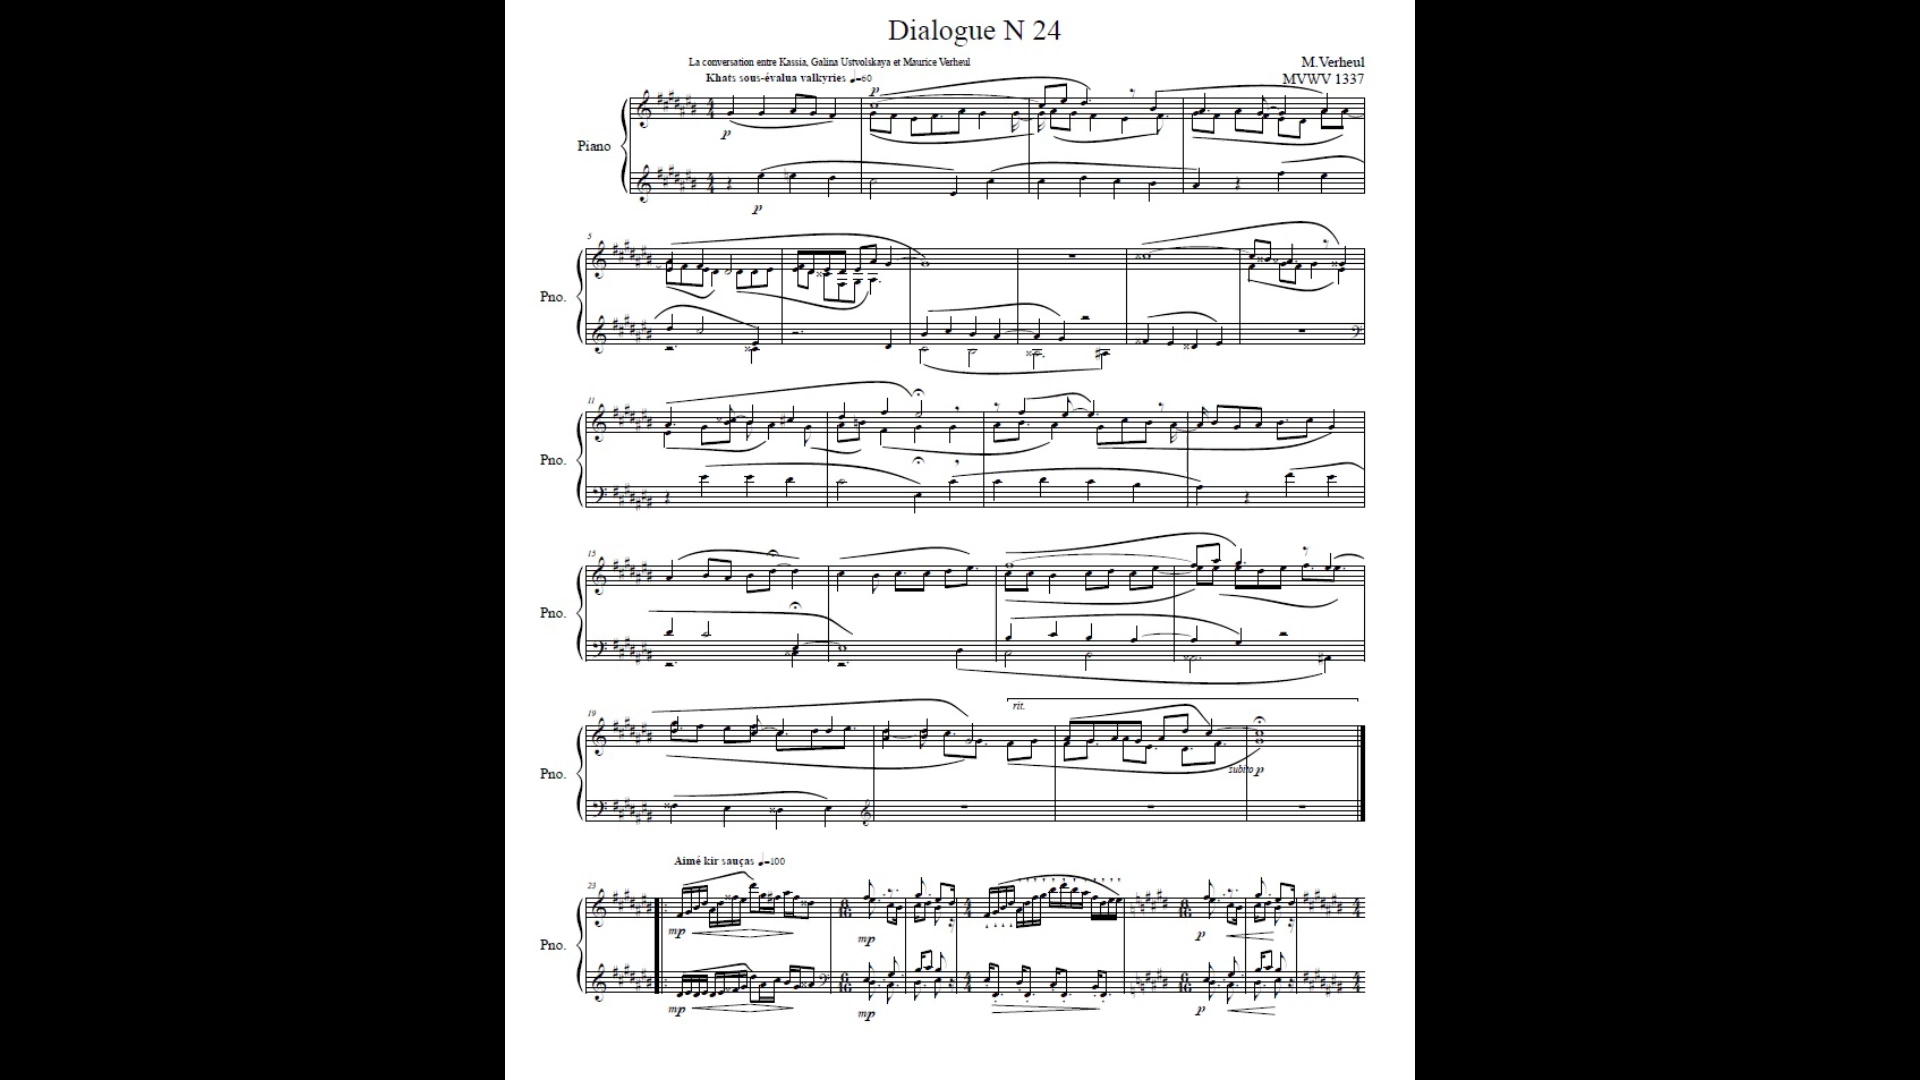 Dialogue N 24
La conversation entre Kassia, Galina Ustvolskaya et Maurice Verheul
M.Verheul
Khats sous-évalua valkyries ♩=60
MVWV 1337
p
Piano
p
p
5
Pno.
11
Pno.
15
Pno.
19
rit.
Pno.
subito p
Aimé kir sauças ♩=100
23
mp
mp
p
Pno.
mp
mp
p